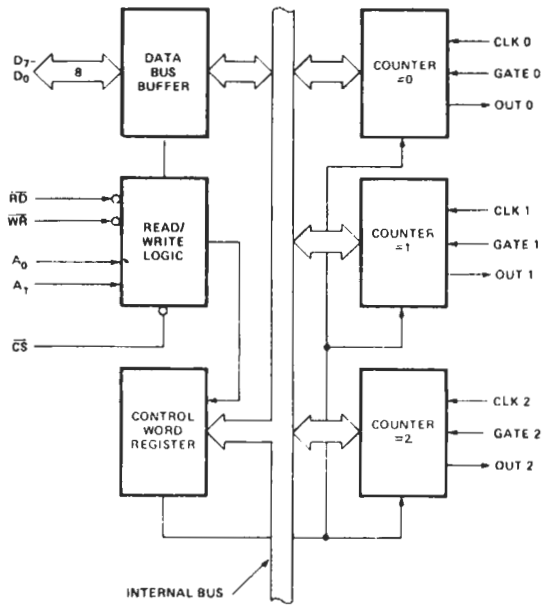 D7-
D0
8
DATA
BUS
BUFFER
RD
WR
A0
A1
CS
READ/
WRITE
LOGIC
CONTROL
WORD
REGISTER
INTERNAL BUS
COUNTER
=0
CLK 0
GATE 0
OUT 0
COUNTER
=1
CLK 1
GATE 1
OUT 1
COUNTER
=2
CLK 2
GATE 2
OUT 2